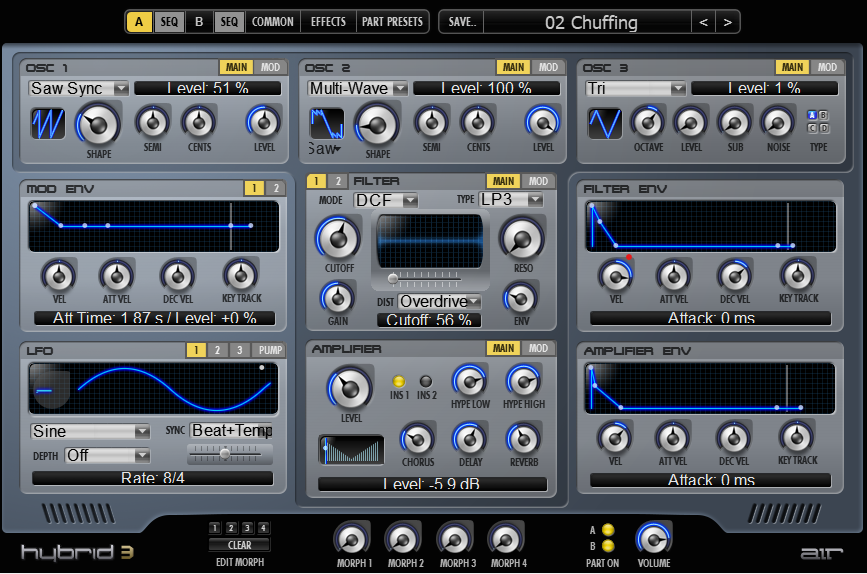 A SEQ B SEQ COMMON EFFECTS PART PRESETS SAVE.. 02 Chuffing < >
OSC 1 MAIN MOD
Saw Sync Level: 51 %
SHAPE SEMI CENTS LEVEL
OSC 2 MAIN MOD
Multi-Wave Level: 100 %
Saw SHAPE SEMI CENTS LEVEL
OSC 3 MAIN MOD
Tri Level: 1 %
A B
C D
OCTAVE LEVEL SUB NOISE TYPE
MOD ENV 1 2
VEL ATT VEL DEC VEL KEY TRACK
Att Time: 1.87 s / Level: +0 %
1 2 FILTER MAIN MOD
MODE DCF TYPE LP3
CUTOFF RESO
DIST Overdrive
GAIN Cutoff: 56 % ENV
FILTER ENV
VEL ATT VEL DEC VEL KEY TRACK
Attack: 0 ms
LFO 1 2 3 PUMP
Sine SYNC Beat+Temp
DEPTH Off
Rate: 8/4
AMPLIFIER MAIN MOD
INS 1 INS 2
LEVEL HYPE LOW HYPE HIGH
CHORUS DELAY REVERB
Level: -5.9 dB
AMPLIFIER ENV
VEL ATT VEL DEC VEL KEY TRACK
Attack: 0 ms
hybrid 3
1 2 3 4
CLEAR
EDIT MORPH
MORPH 1 MORPH 2 MORPH 3 MORPH 4
A
B
PART ON VOLUME
air